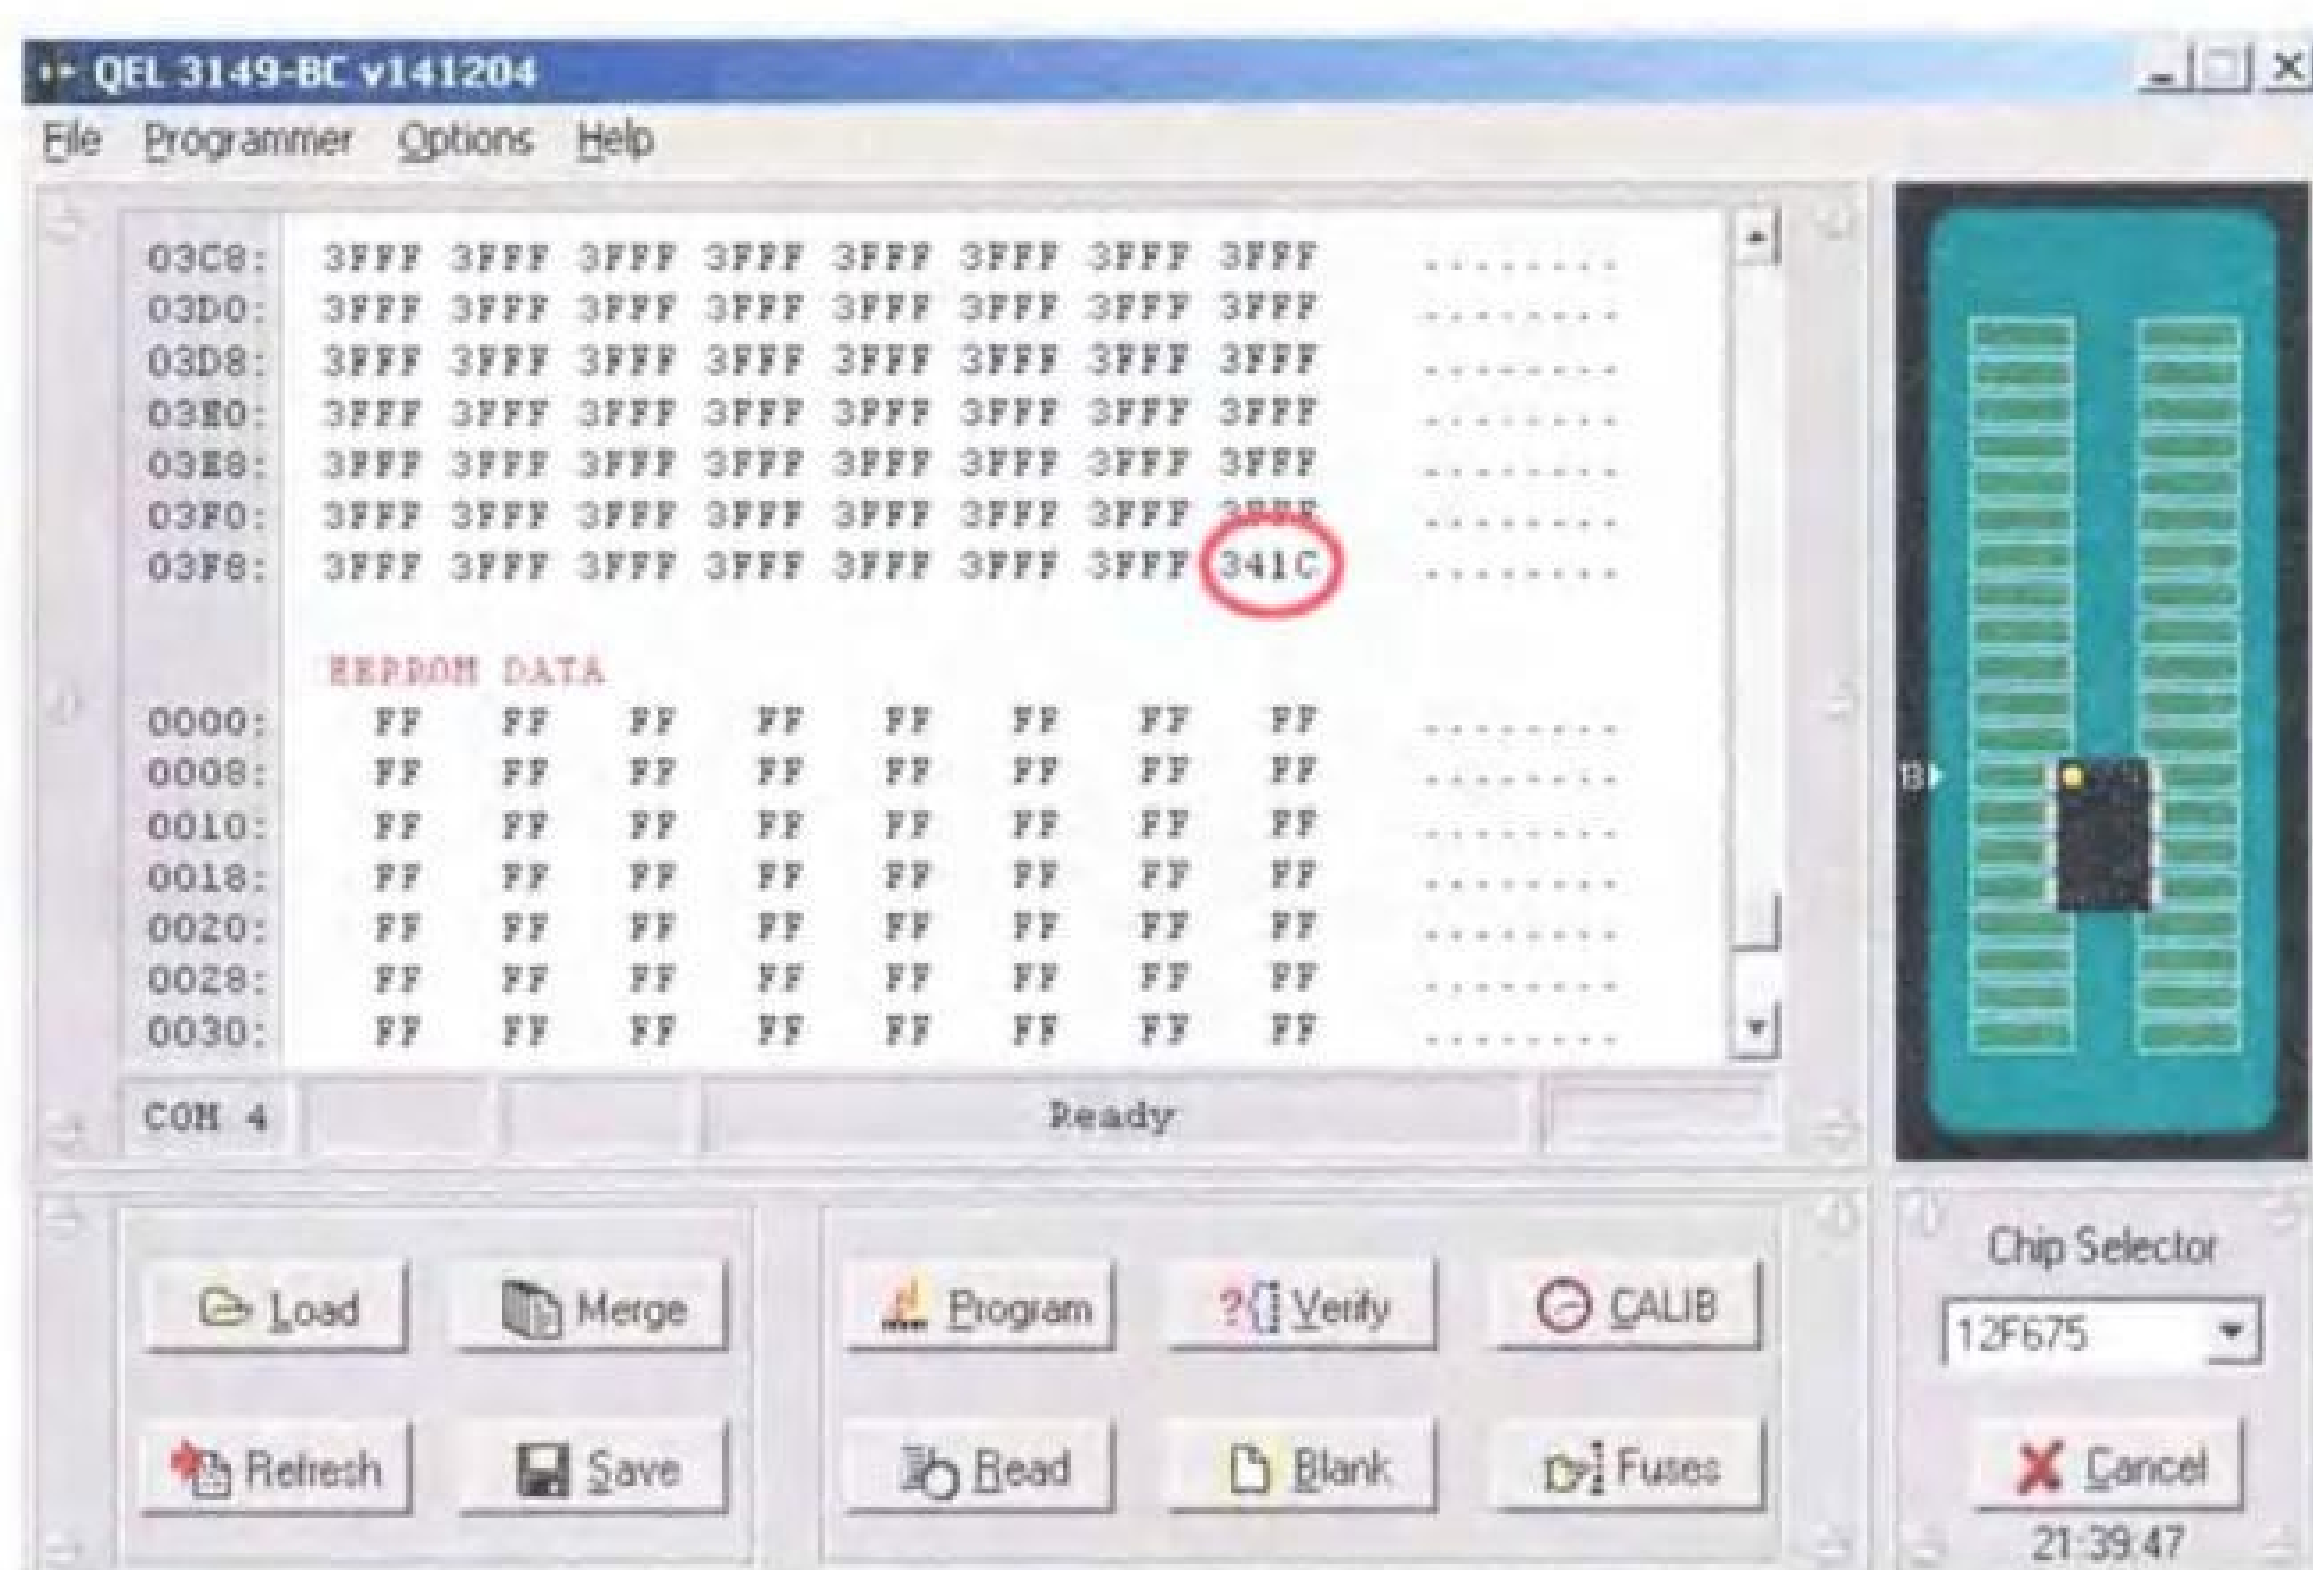 QEL 3149-BC v141204
File Programmer Options Help
03C8: 3FFF 3FFF 3FFF 3FFF 3FFF 3FFF 3FFF 3FFF ........
03D0: 3FFF 3FFF 3FFF 3FFF 3FFF 3FFF 3FFF 3FFF ........
03D8: 3FFF 3FFF 3FFF 3FFF 3FFF 3FFF 3FFF 3FFF ........
03E0: 3FFF 3FFF 3FFF 3FFF 3FFF 3FFF 3FFF 3FFF ........
03E8: 3FFF 3FFF 3FFF 3FFF 3FFF 3FFF 3FFF 3FFF ........
03F0: 3FFF 3FFF 3FFF 3FFF 3FFF 3FFF 3FFF 3FFF ........
03F8: 3FFF 3FFF 3FFF 3FFF 3FFF 3FFF 3FFF 341C ........
EEPROM DATA
0000: FF FF FF FF FF FF FF FF ........
0008: FF FF FF FF FF FF FF FF ........
0010: FF FF FF FF FF FF FF FF ........
0018: FF FF FF FF FF FF FF FF ........
0020: FF FF FF FF FF FF FF FF ........
0028: FF FF FF FF FF FF FF FF ........
0030: FF FF FF FF FF FF FF FF ........
COM 4 Ready
13
Load Merge Program Verify CALIB
Refresh Save Read Blank Fuses
Chip Selector
12F675
Cancel
21:39:47